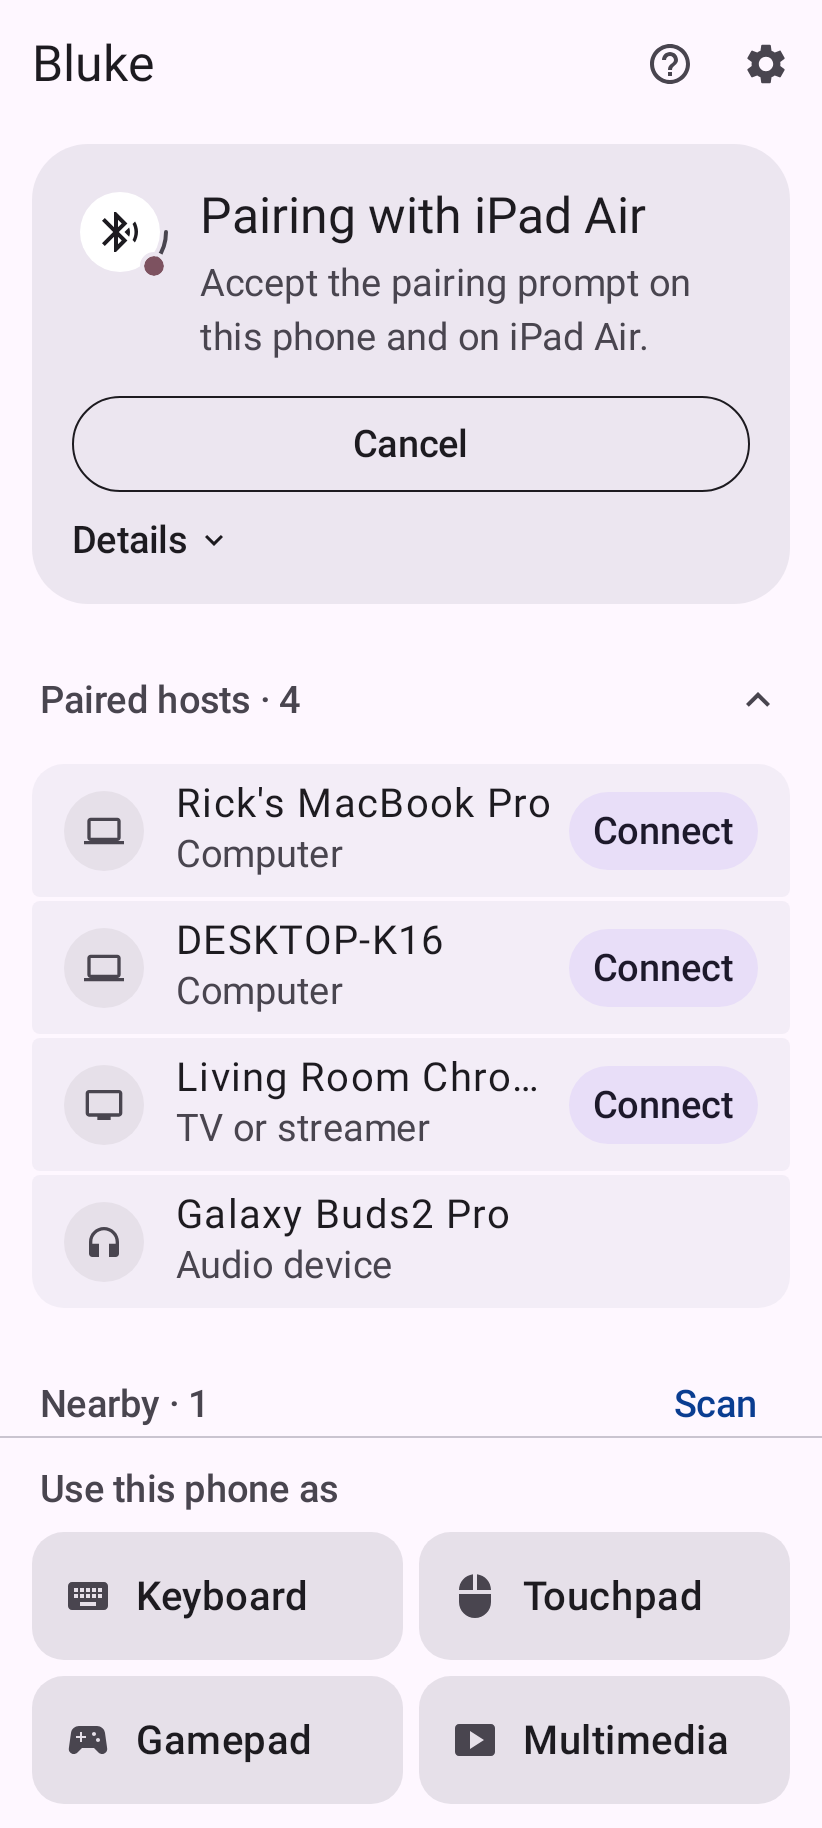 Bluke
Pairing with iPad Air
Accept the pairing prompt on
this phone and on iPad Air.
Cancel
Details
Paired hosts · 4
Rick's MacBook Pro
Computer
Connect
DESKTOP-K16
Computer
Connect
Living Room Chro…
TV or streamer
Connect
Galaxy Buds2 Pro
Audio device
Nearby · 1
Scan
Use this phone as
Keyboard
Touchpad
Gamepad
Multimedia